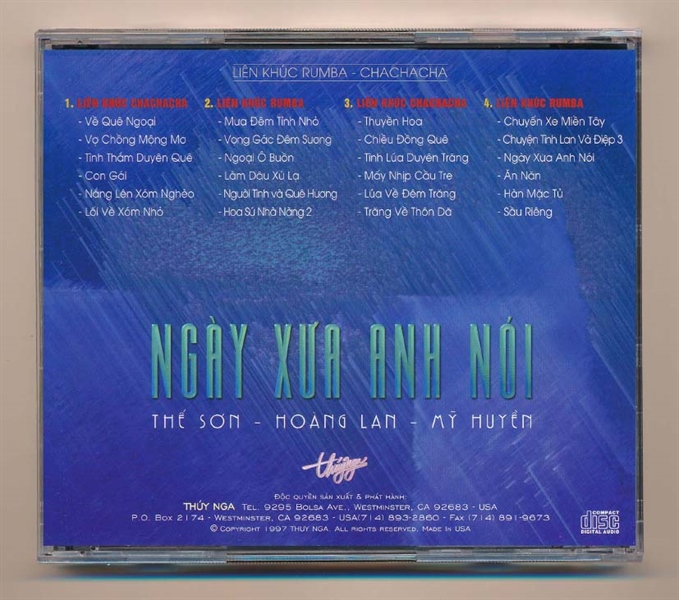 LIÊN KHÚC RUMBA - CHACHACHA
1. LIÊN KHÚC CHACHACHA
- Về Quê Ngoại
- Vợ Chồng Mộng Mơ
- Tình Thắm Duyên Quê
- Con Gái
- Nắng Lên Xóm Nghèo
- Lối Về Xóm Nhỏ
2. LIÊN KHÚC RUMBA
- Mưa Đêm Tỉnh Nhỏ
- Vọng Gác Đêm Sương
- Ngoại Ô Buồn
- Làm Dâu Xứ Lạ
- Người Tình và Quê Hương
- Hoa Sứ Nhà Nàng 2
3. LIÊN KHÚC CHACHACHA
- Thuyền Hoa
- Chiều Đồng Quê
- Tình Lúa Duyên Trăng
- Mấy Nhịp Cầu Tre
- Lúa Về Đêm Trăng
- Trăng Về Thôn Dã
4. LIÊN KHÚC RUMBA
- Chuyến Xe Miền Tây
- Chuyện Tình Lan Và Điệp 3
- Ngày Xưa Anh Nói
- Ăn Năn
- Hàn Mặc Tử
- Sầu Riêng
NGÀY XƯA ANH NÓI
THẾ SƠN - HOÀNG LAN - MỸ HUYỀN
thúynga
ĐỘC QUYỀN SẢN XUẤT & PHÁT HÀNH:
THÚY NGA TEL. 9295 BOLSA AVE., WESTMINSTER, CA 92683 - USA
P.O. BOX 2174 - WESTMINSTER, CA 92683 - USA(714) 893-2860 - FAX (714) 891-9673
© COPYRIGHT 1997 THUY NGA. ALL RIGHTS RESERVED. MADE IN USA
COMPACT
disc
DIGITAL AUDIO